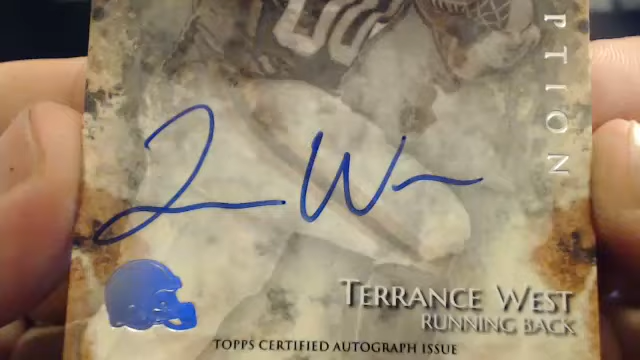 PTION
TERRANCE WEST
RUNNING BACK
TOPPS CERTIFIED AUTOGRAPH ISSUE